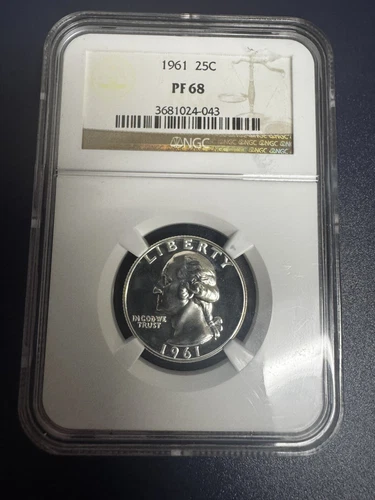 1961 25C
PF 68
3681024-043
NGC
LIBERTY
IN GOD WE
TRUST
1961